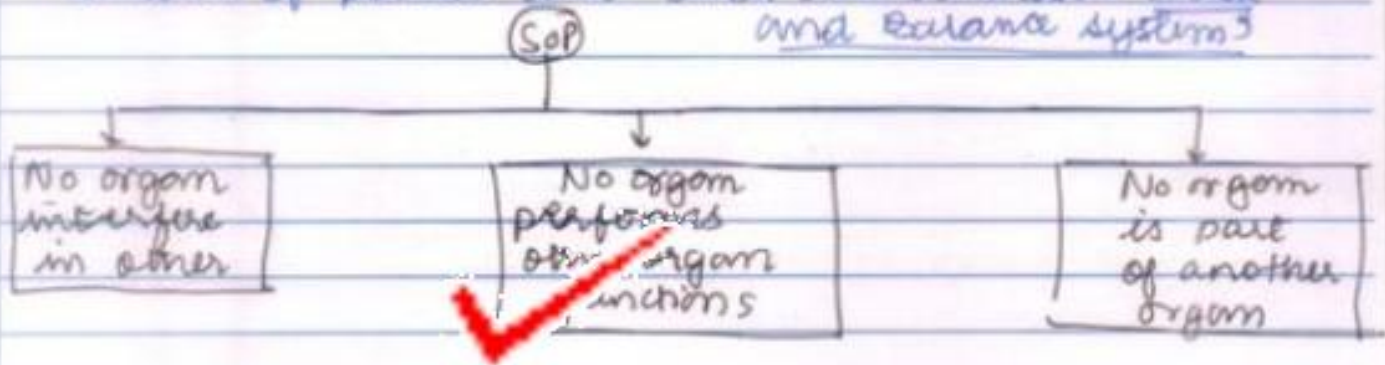 and balance system"
SOP
No organ
interfere
in other
No organ
performs
other organ
functions
No organ
is part
of another
organ